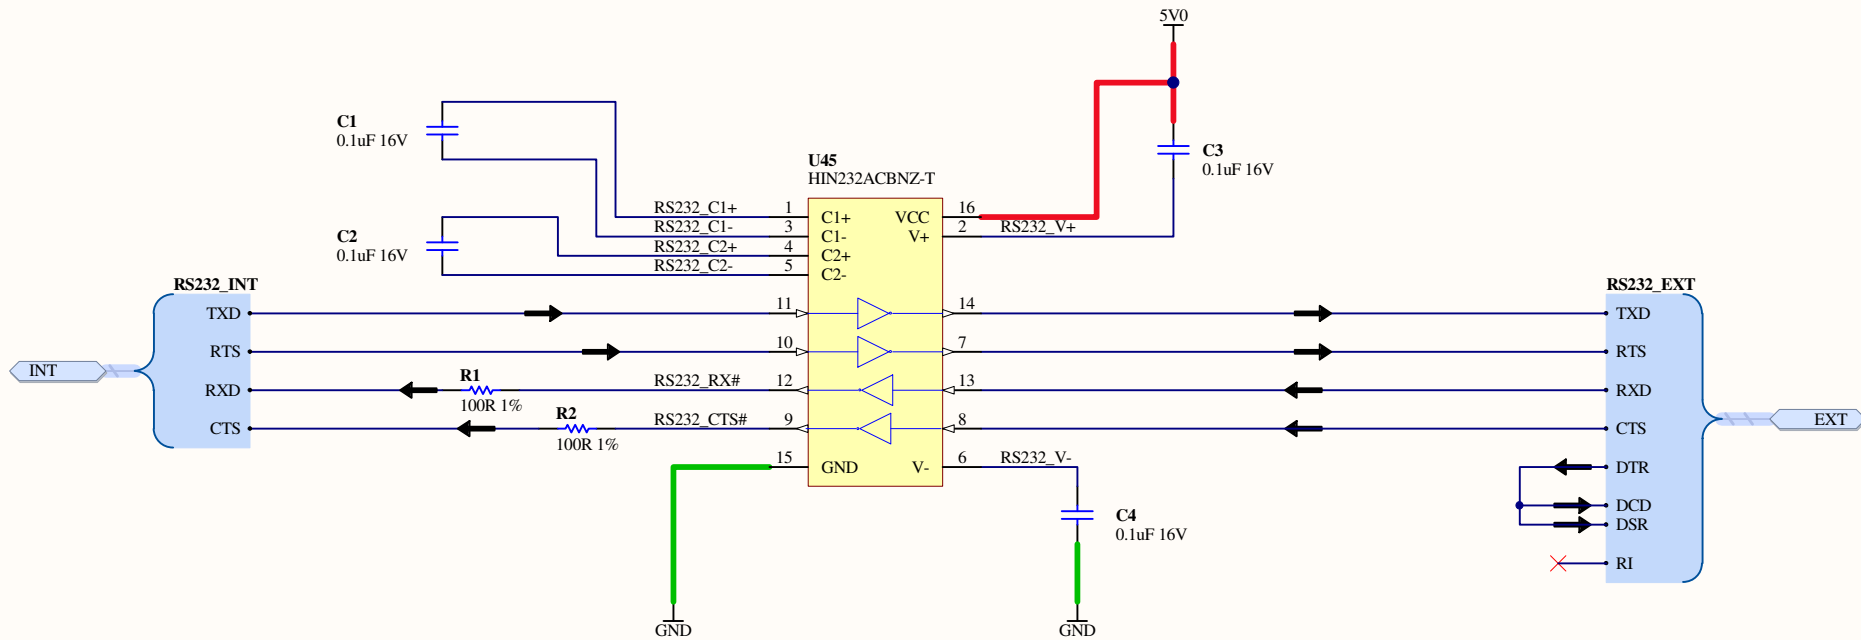 5V0
C1
0.1uF 16V
C3
0.1uF 16V
U45
HIN232ACBNZ-T
RS232_C1+ 1 C1+ VCC 16
RS232_C1- 3 C1- V+ 2 RS232_V+
C2
0.1uF 16V
RS232_C2+ 4 C2+
RS232_C2- 5 C2-
RS232_INT
RS232_EXT
TXD 11 14 TXD
RTS 10 7 RTS
INT
R1
RXD RS232_RX# 12 13 RXD
100R 1%
R2
CTS RS232_CTS# 9 8 CTS
EXT
100R 1%
15 GND V- 6 RS232_V-
DTR
DCD
DSR
C4
0.1uF 16V
RI
GND
GND